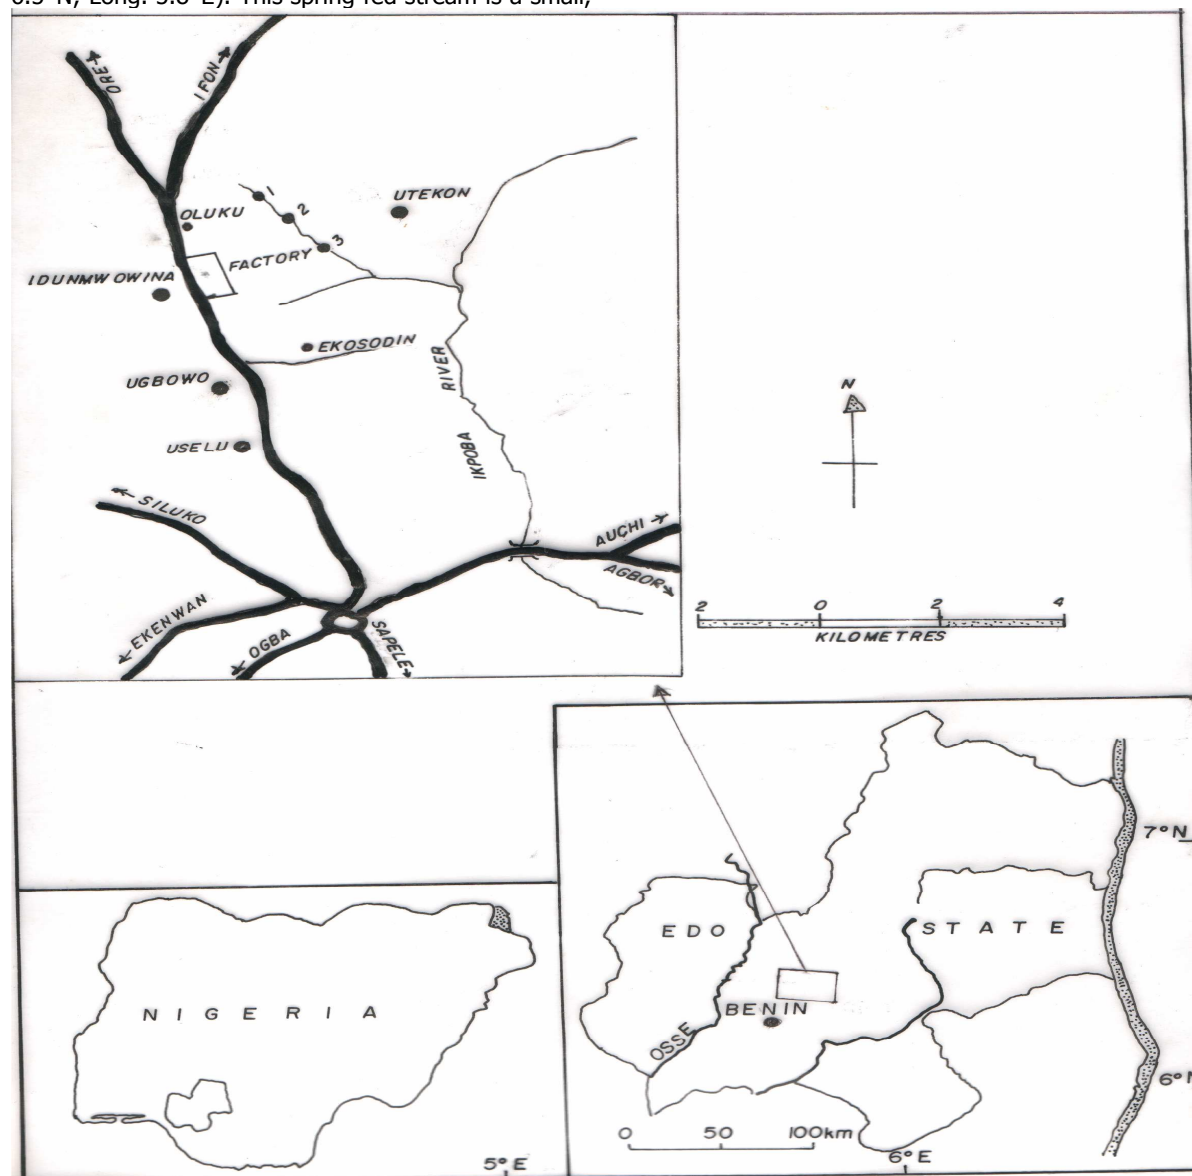 6.5°N, Long. 5.8°E). This spring fed stream is a small,
ORE
IFON
1
2
3
UTEKON
OLUKU
FACTORY
IDUNMWOWINA
EKOSODIN
RIVER
IKPOBA
UGBOWO
USELU
SILUKO
AUCHI
AGBOR
EKENWAN
OGBA
SAPELE
N
2 0 2 4
KILOMETRES
7°N
EDO STATE
BENIN
OSSE
NIGERIA
6°N
0 50 100km
5°E
6°E